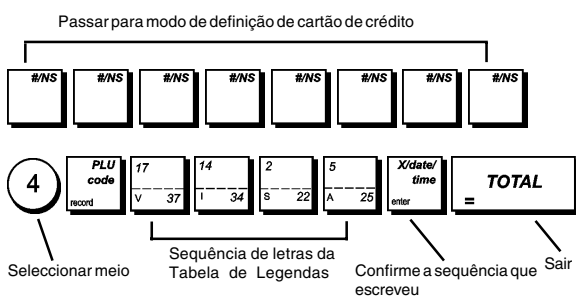 Passar para modo de definição de cartão de crédito
#/NS #/NS #/NS #/NS #/NS #/NS #/NS #/NS
4
PLU
code
record
17
V 37
14
I 34
2
S 22
5
A 25
X/date/
time
enter
TOTAL
=
Seleccionar meio
Sequência de letras da
Tabela de Legendas
Confirme a sequência que
escreveu
Sair